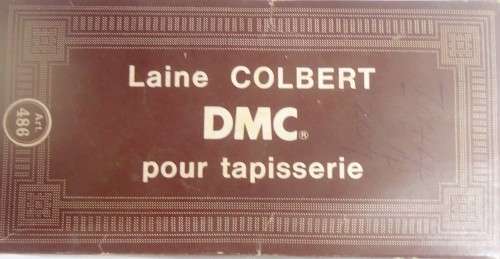 Laine COLBERT
DMC®
pour tapisserie
Art.
486